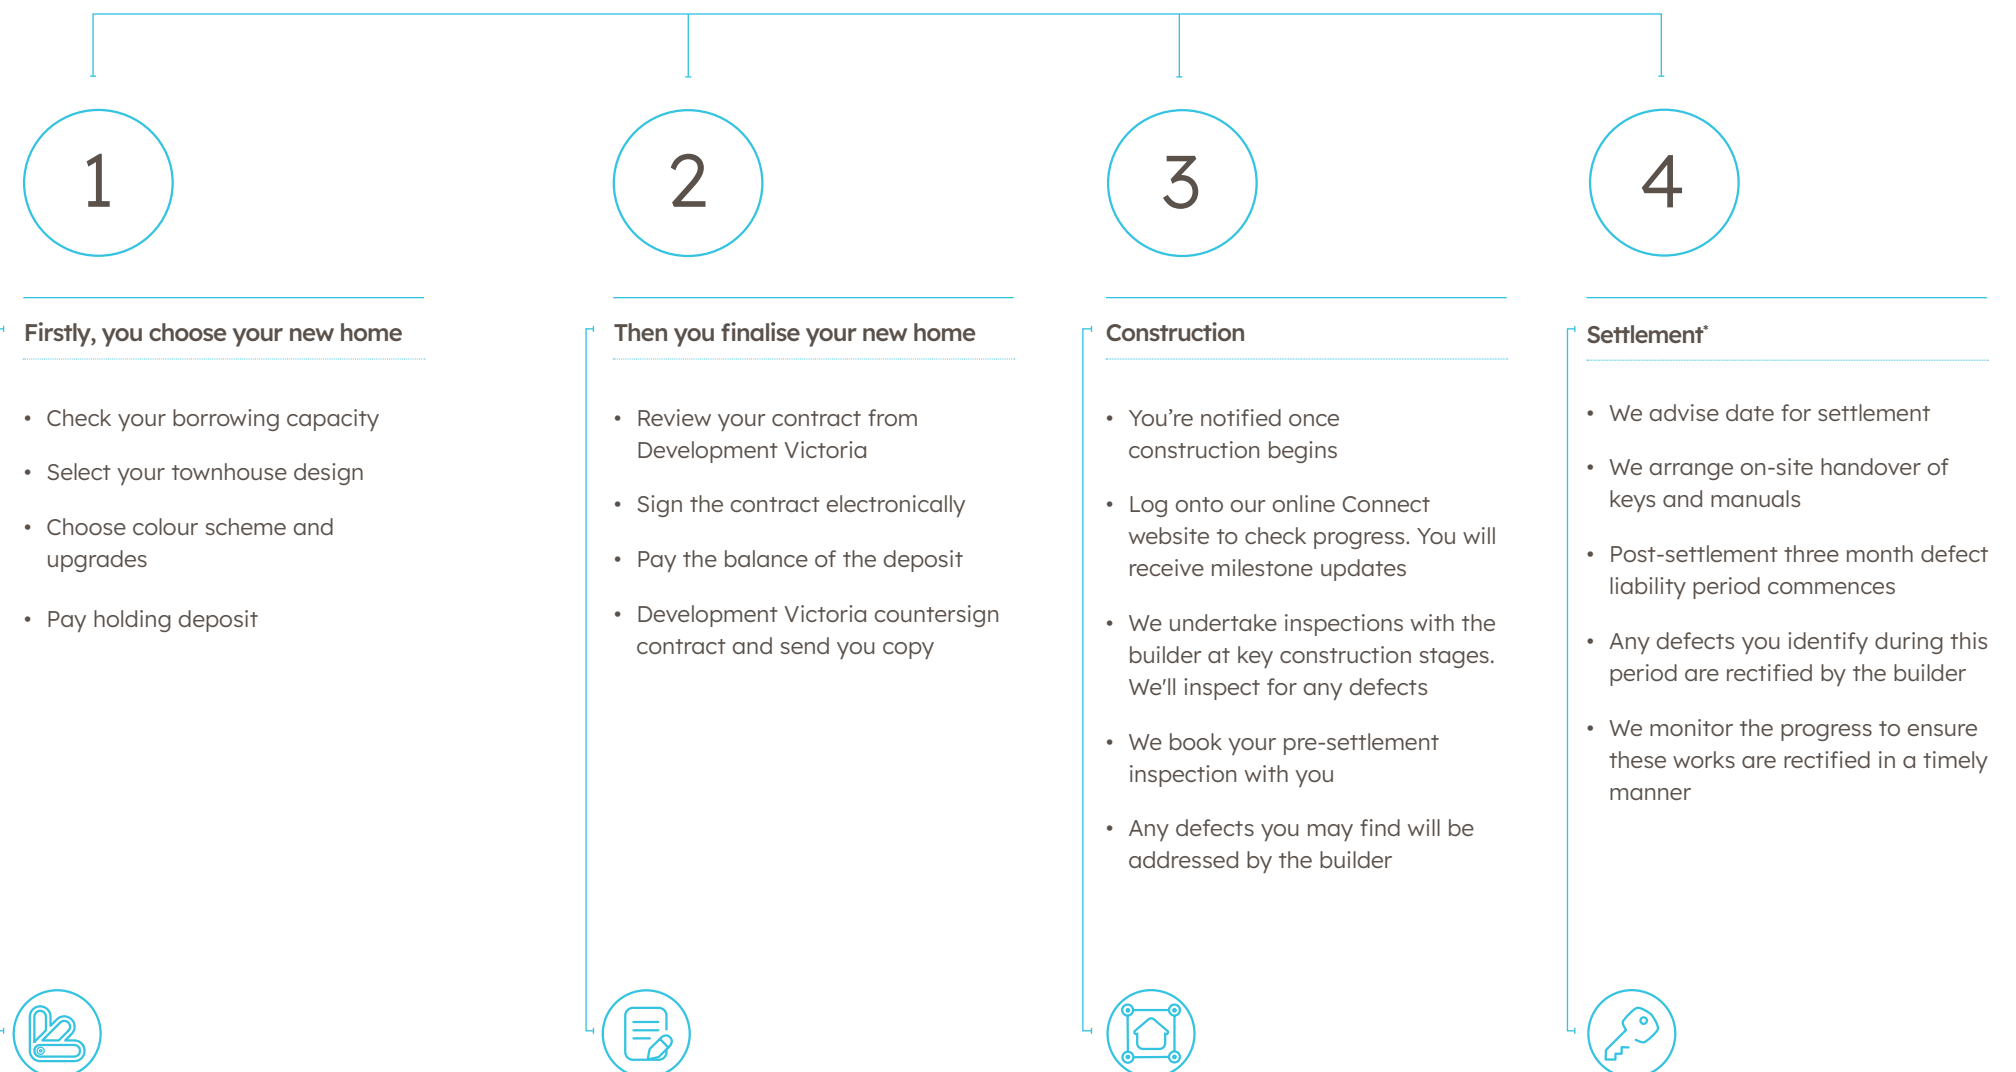 1
Firstly, you choose your new home
• Check your borrowing capacity
• Select your townhouse design
• Choose colour scheme and
upgrades
• Pay holding deposit
2
Then you finalise your new home
• Review your contract from
Development Victoria
• Sign the contract electronically
• Pay the balance of the deposit
• Development Victoria countersign
contract and send you copy
3
Construction
• You’re notified once
construction begins
• Log onto our online Connect
website to check progress. You will
receive milestone updates
• We undertake inspections with the
builder at key construction stages.
We'll inspect for any defects
• We book your pre-settlement
inspection with you
• Any defects you may find will be
addressed by the builder
4
Settlement*
• We advise date for settlement
• We arrange on-site handover of
keys and manuals
• Post-settlement three month defect
liability period commences
• Any defects you identify during this
period are rectified by the builder
• We monitor the progress to ensure
these works are rectified in a timely
manner